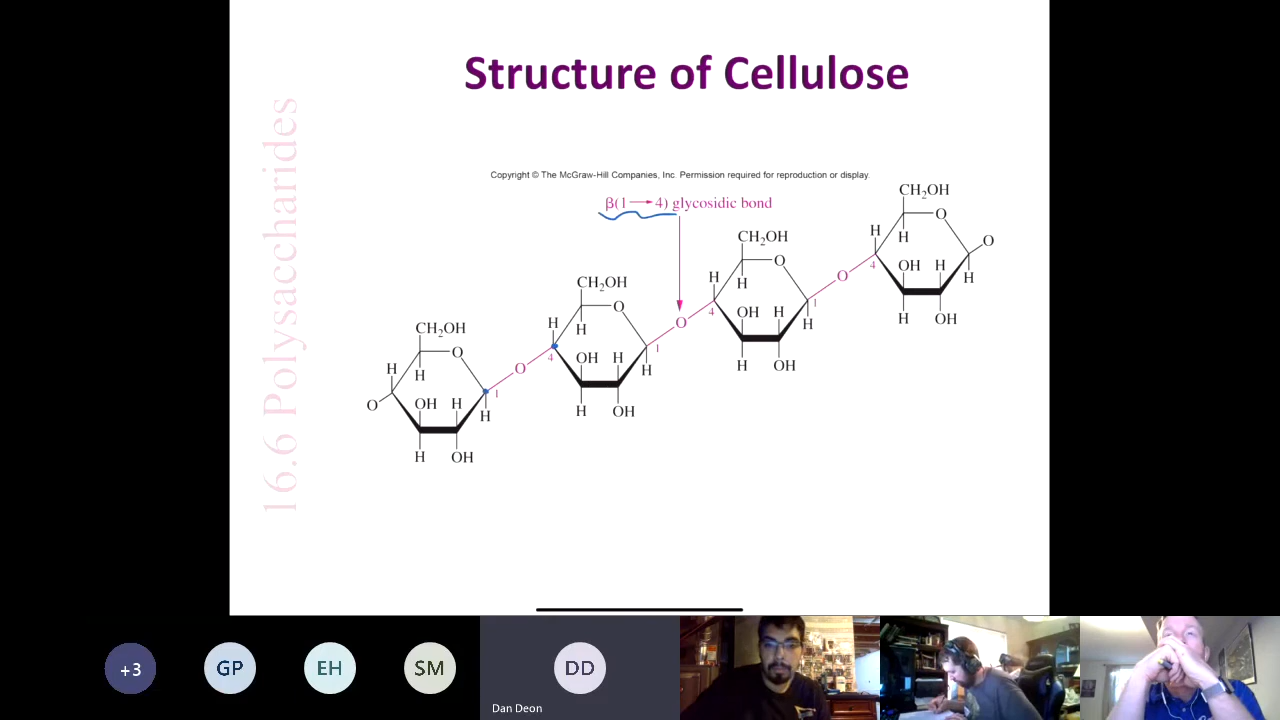 Structure of Cellulose
16.6 Polysaccharides
Copyright © The McGraw-Hill Companies, Inc. Permission required for reproduction or display.
β(1→4) glycosidic bond
CH₂OH
H
O
H
OH
H
O
4
H
H
OH
CH₂OH
O
H
H
O
4
OH
H
1
H
H
OH
CH₂OH
O
H
H
O
4
OH
H
1
H
H
OH
CH₂OH
O
H
H
O
OH
H
1
H
H
OH
+3
GP
EH
SM
DD
Dan Deon